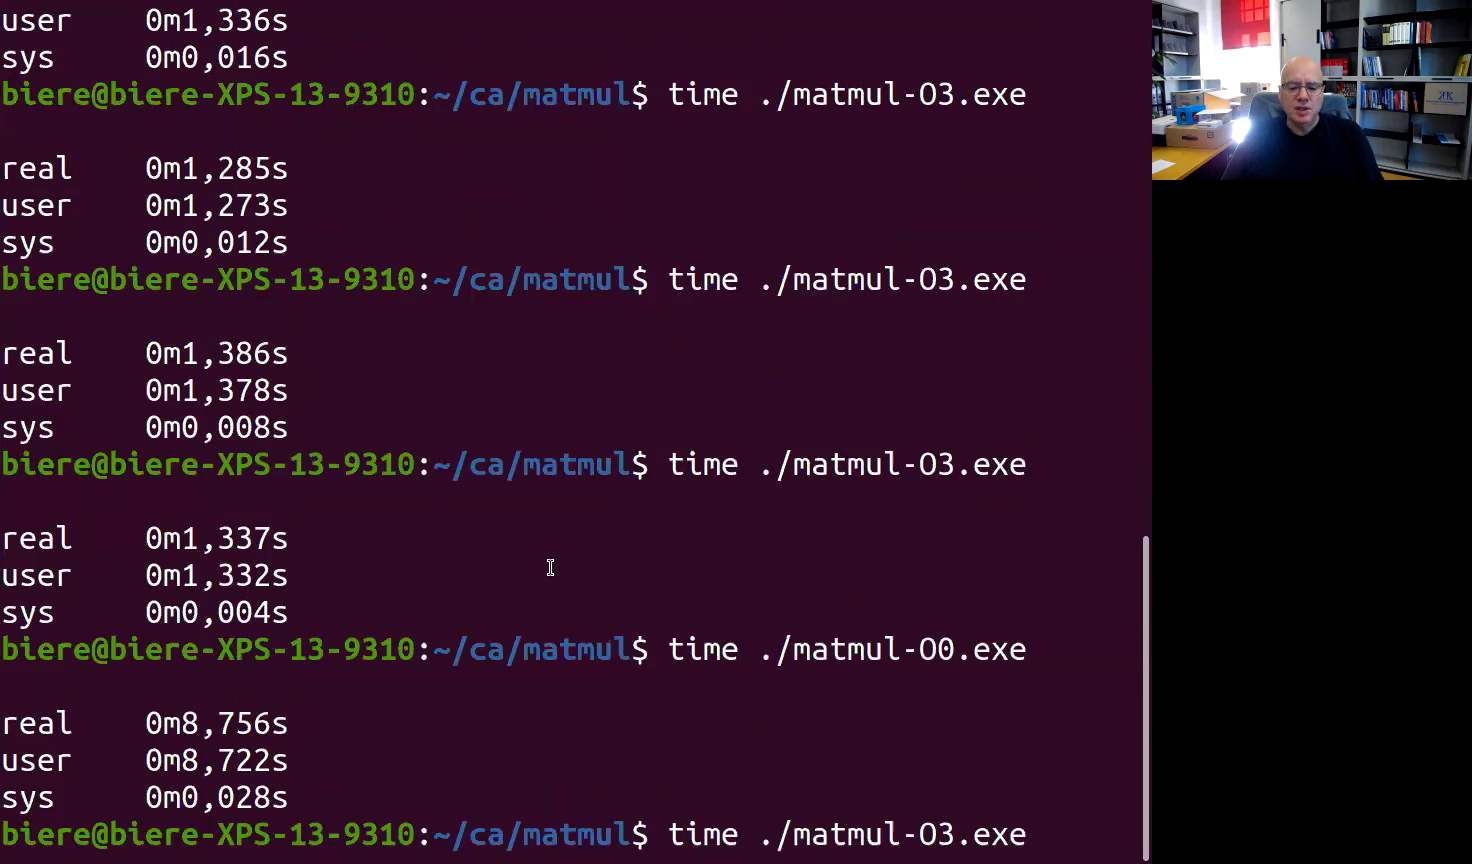 user 0m1,336s
sys 0m0,016s
biere@biere-XPS-13-9310:~/ca/matmul$ time ./matmul-O3.exe
real 0m1,285s
user 0m1,273s
sys 0m0,012s
biere@biere-XPS-13-9310:~/ca/matmul$ time ./matmul-O3.exe
real 0m1,386s
user 0m1,378s
sys 0m0,008s
biere@biere-XPS-13-9310:~/ca/matmul$ time ./matmul-O3.exe
real 0m1,337s
user 0m1,332s
sys 0m0,004s
biere@biere-XPS-13-9310:~/ca/matmul$ time ./matmul-O0.exe
real 0m8,756s
user 0m8,722s
sys 0m0,028s
biere@biere-XPS-13-9310:~/ca/matmul$ time ./matmul-O3.exe